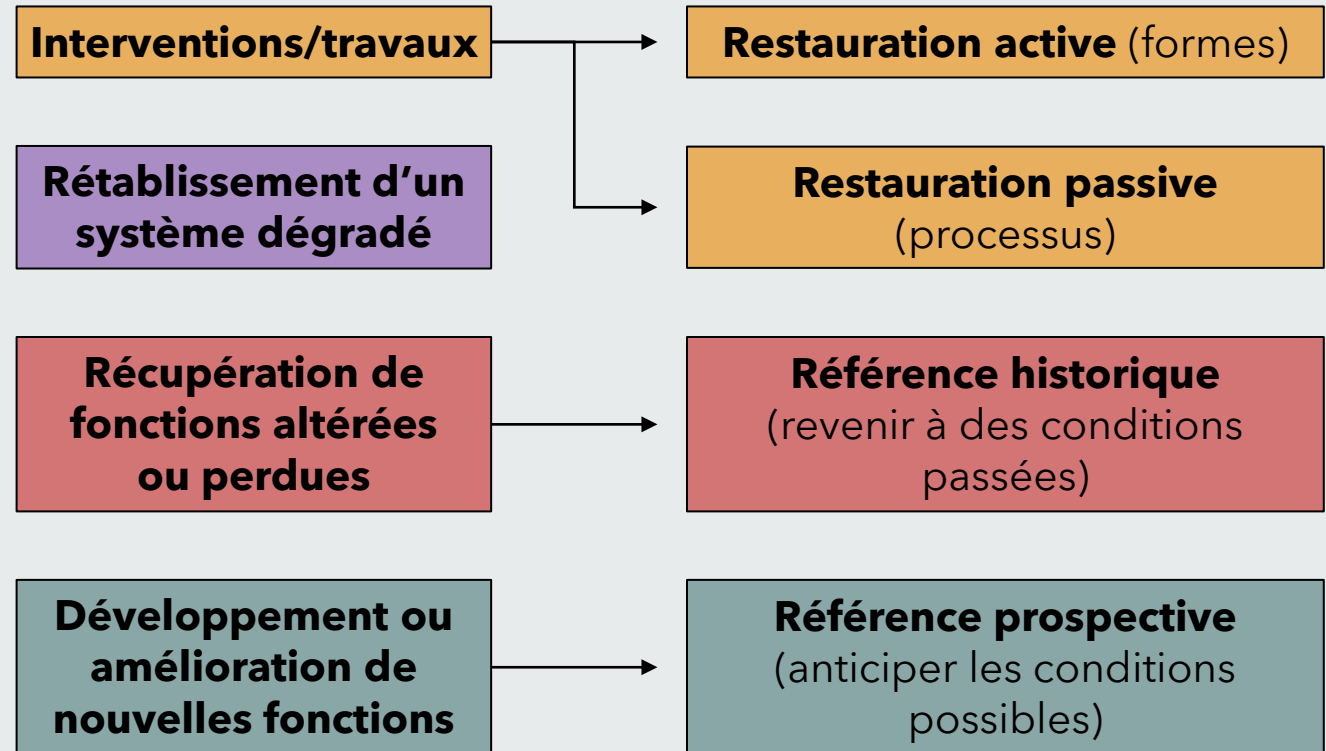 Interventions/travaux
Restauration active (formes)
Rétablissement d’un
système dégradé
Restauration passive
(processus)
Récupération de
fonctions altérées
ou perdues
Référence historique
(revenir à des conditions
passées)
Développement ou
amélioration de
nouvelles fonctions
Référence prospective
(anticiper les conditions
possibles)